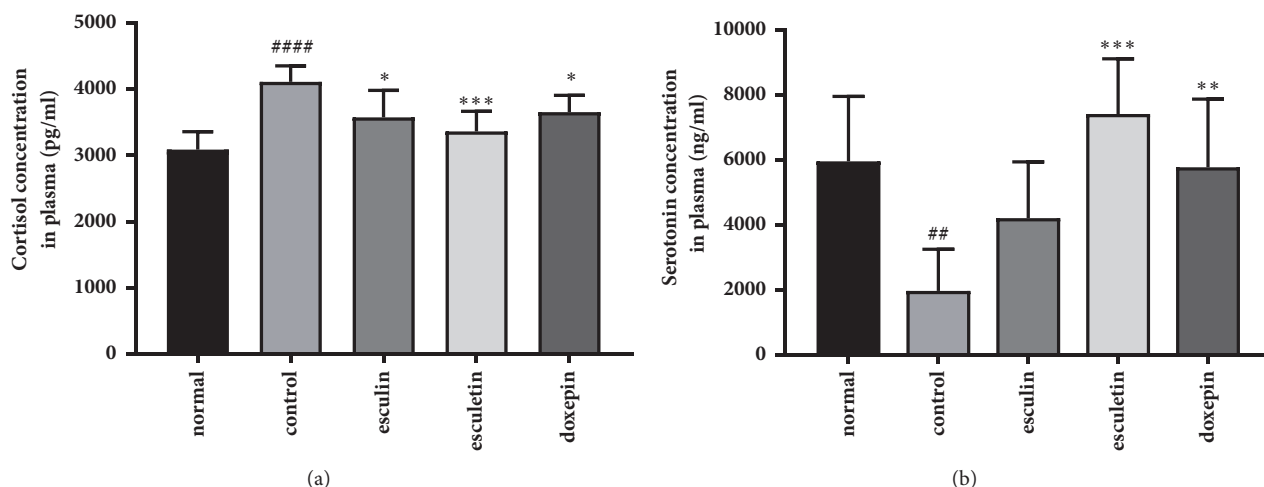 Cortisol concentration
in plasma (pg/ml)
5000
4000
3000
2000
1000
0
####
*
***
*
normal
control
esculin
esculetin
doxepin
(a)
Serotonin concentration
in plasma (ng/ml)
10000
8000
6000
4000
2000
0
##
***
**
normal
control
esculin
esculetin
doxepin
(b)